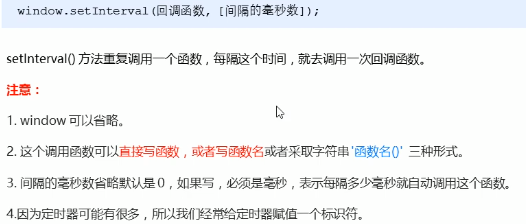 window.setInterval(回调函数, [间隔的毫秒数]);
setInterval() 方法重复调用一个函数，每隔这个时间，就去调用一次回调函数。
注意：
1. window 可以省略。
2. 这个调用函数可以直接写函数，或者写函数名或者采取字符串 '函数名()' 三种形式。
3. 间隔的毫秒数省略默认是 0，如果写，必须是毫秒，表示每隔多少毫秒就自动调用这个函数。
4.因为定时器可能有很多，所以我们经常给定时器赋值一个标识符。